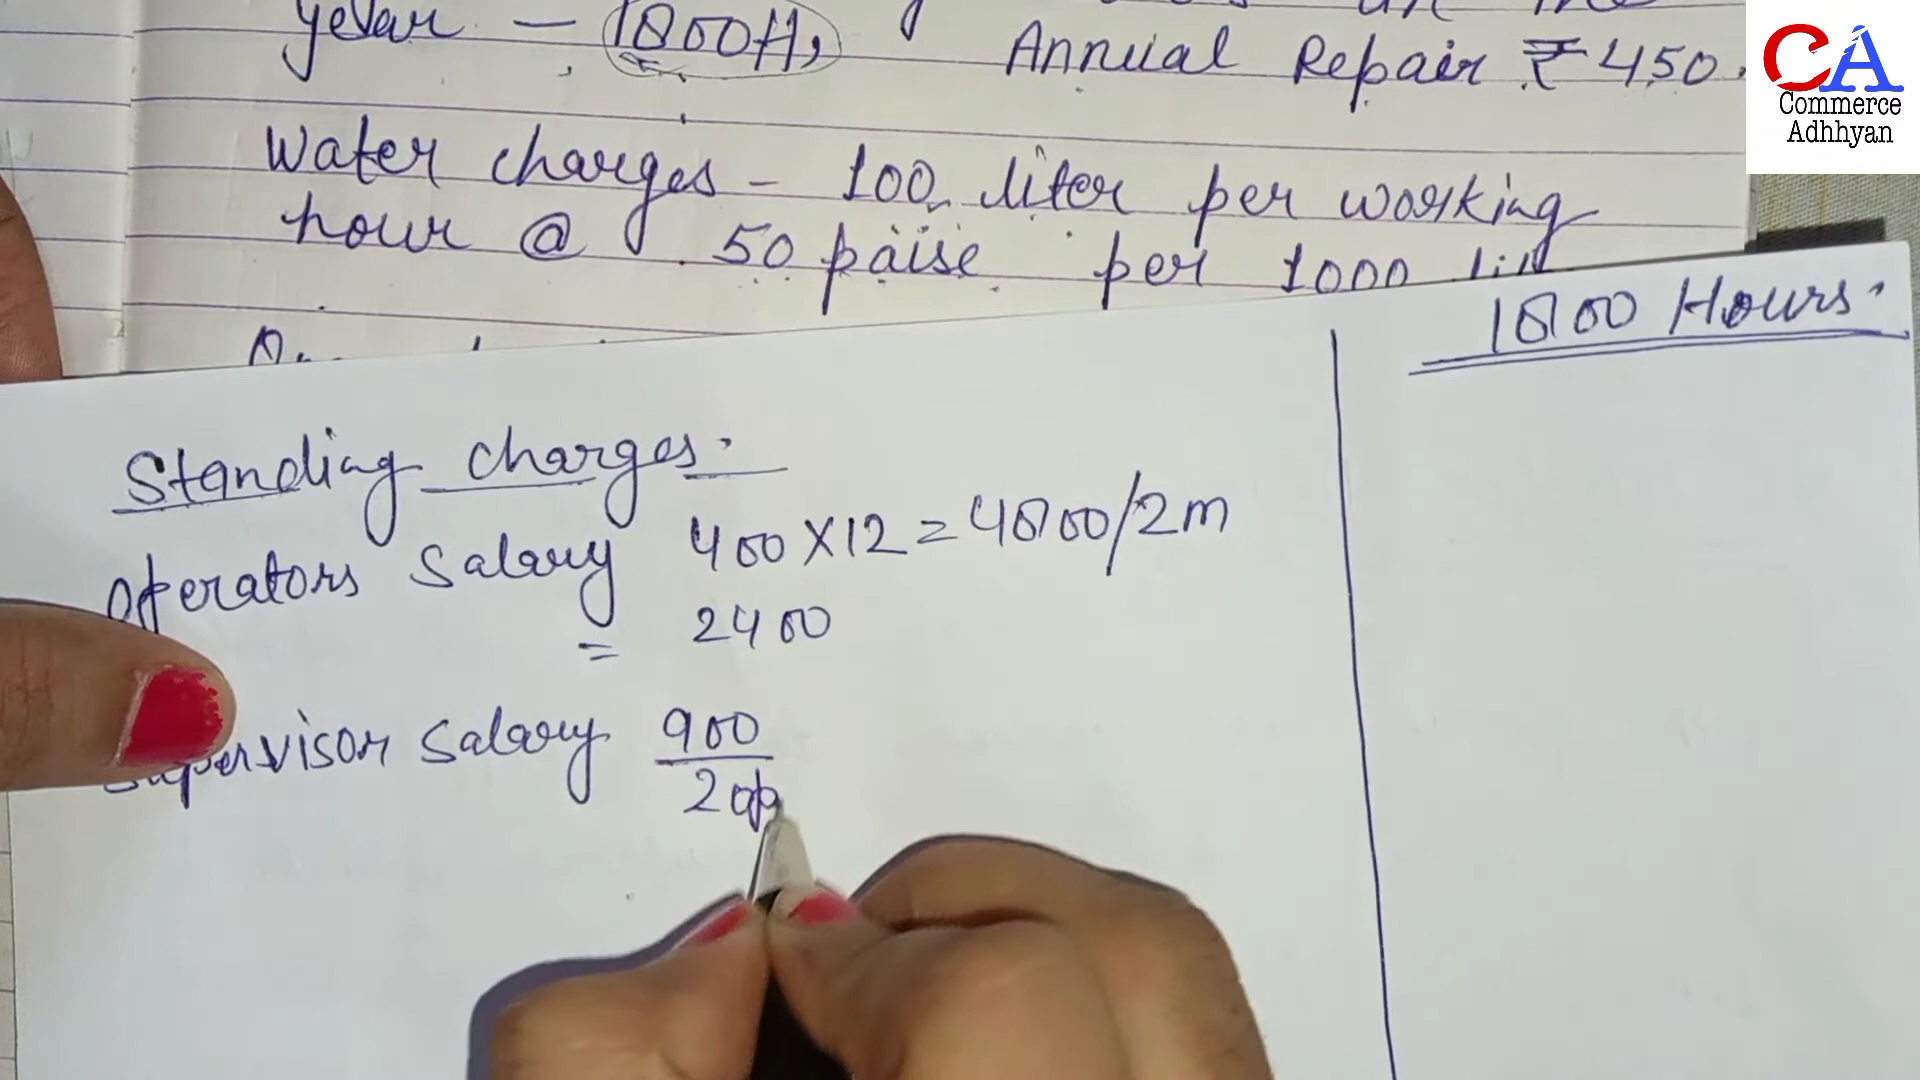 year – 1800H, Annual Repair ₹ 450.
Water charges – 100 liter per working
hour @ 50 paise per 1000
1800 Hours.
Standing charges.
Operators Salary 400 × 12 = 4800/2m
= 2400
Supervisor Salary 900
200
CA
Commerce
Adhhyan